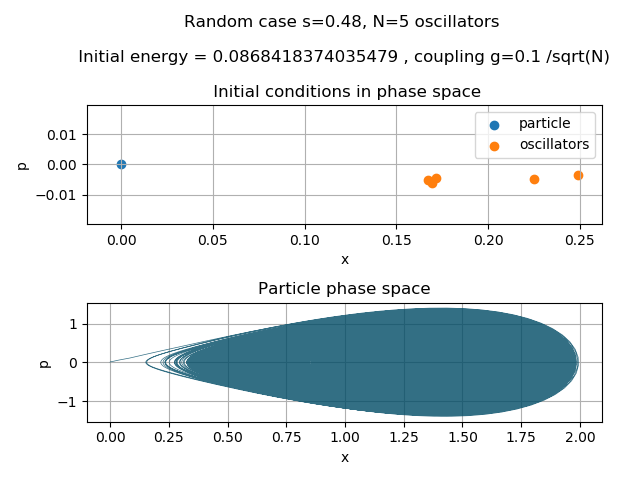 Random case s=0.48, N=5 oscillators
Initial energy = 0.0868418374035479 , coupling g=0.1 /sqrt(N)
Initial conditions in phase space
particle
oscillators
0.01
0.00
−0.01
p
0.00 0.05 0.10 0.15 0.20 0.25
x
Particle phase space
1
0
−1
p
0.00 0.25 0.50 0.75 1.00 1.25 1.50 1.75 2.00
x